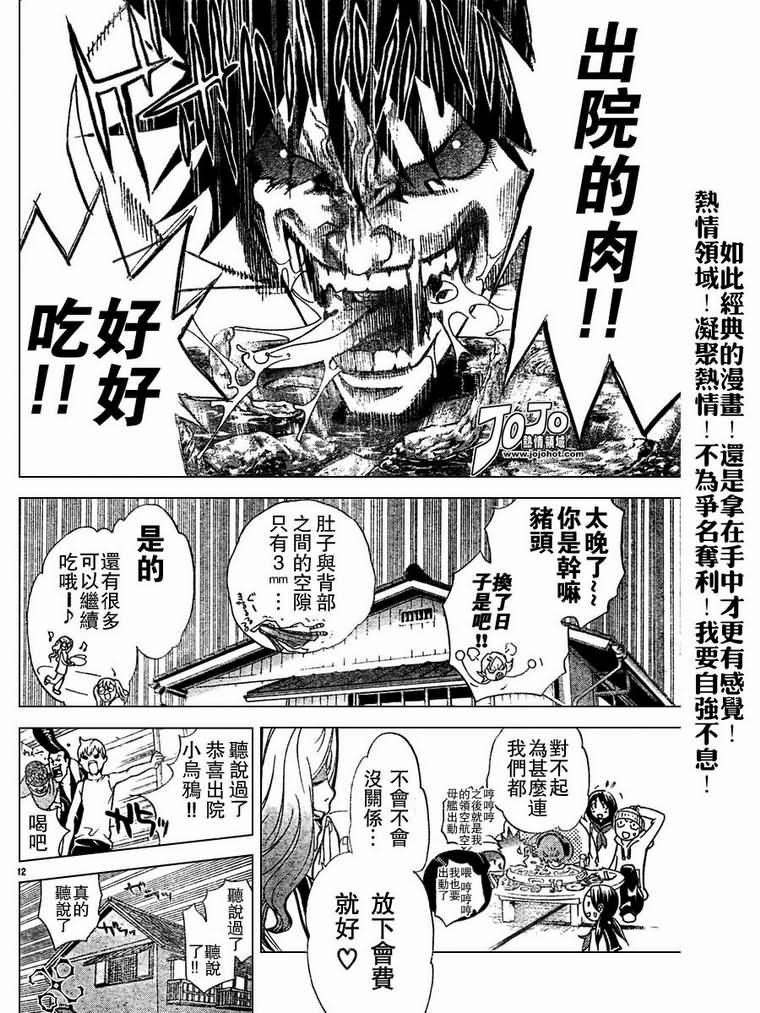 出院的肉!!
好好
吃!!
JOJO
熱情領域
www.jojohot.com
如此經典的漫畫！還是拿在手中才更有感覺！
熱情領域！凝聚熱情！不為爭名奪利！我要自強不息！
太晚了~~
你是幹嘛
豬頭
換了日
子是吧!!
肚子與背部
之間的空隙
只有3mm…
是的
還有很多
可以繼續
吃哦ー♪
對不起
為甚麼連
我們都
哼哼哼
之後就是我
的領空航空
母艦出動
喂 哼哼哼
我也要
出動了
不會不會
沒關係…
放下會費
就好♡
聽說過了
恭喜出院
小烏鴉!!
喝吧
聽說過了
聽說
了!!
真的
聽說了
12